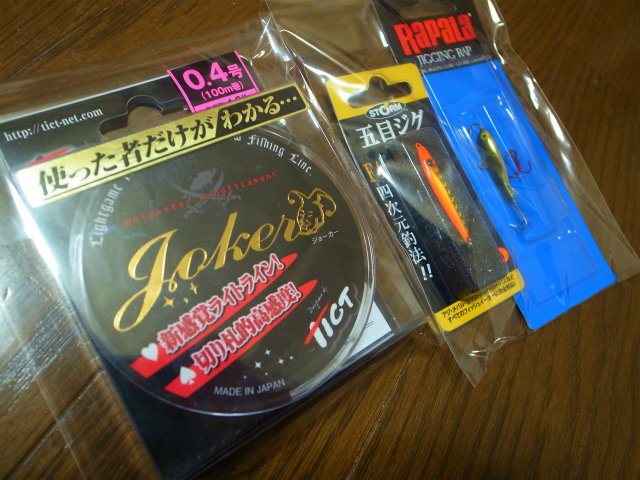 0.4号
(100m巻)
http://tict-net.com
使った者だけがわかる…
Lightgame
Fishing Line.
polyester monofilament
Joker
ジョーカー
新感覚ライトライン!
切り札的高感度!
TICT
MADE IN JAPAN
STORM
五目ジグ
四次元釣法!!
RAPALA
JIGGING RAP